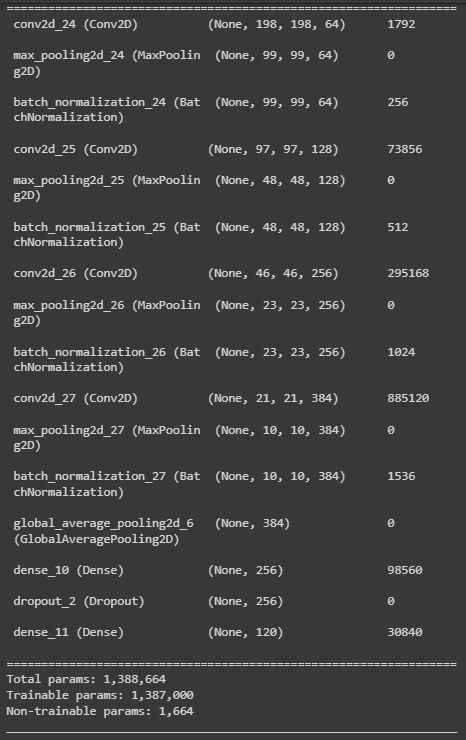 =================================================================
conv2d_24 (Conv2D) (None, 198, 198, 64) 1792
max_pooling2d_24 (MaxPoolin (None, 99, 99, 64) 0
g2D)
batch_normalization_24 (Bat (None, 99, 99, 64) 256
chNormalization)
conv2d_25 (Conv2D) (None, 97, 97, 128) 73856
max_pooling2d_25 (MaxPoolin (None, 48, 48, 128) 0
g2D)
batch_normalization_25 (Bat (None, 48, 48, 128) 512
chNormalization)
conv2d_26 (Conv2D) (None, 46, 46, 256) 295168
max_pooling2d_26 (MaxPoolin (None, 23, 23, 256) 0
g2D)
batch_normalization_26 (Bat (None, 23, 23, 256) 1024
chNormalization)
conv2d_27 (Conv2D) (None, 21, 21, 384) 885120
max_pooling2d_27 (MaxPoolin (None, 10, 10, 384) 0
g2D)
batch_normalization_27 (Bat (None, 10, 10, 384) 1536
chNormalization)
global_average_pooling2d_6 (None, 384) 0
(GlobalAveragePooling2D)
dense_10 (Dense) (None, 256) 98560
dropout_2 (Dropout) (None, 256) 0
dense_11 (Dense) (None, 120) 30840
=================================================================
Total params: 1,388,664
Trainable params: 1,387,000
Non-trainable params: 1,664
_________________________________________________________________